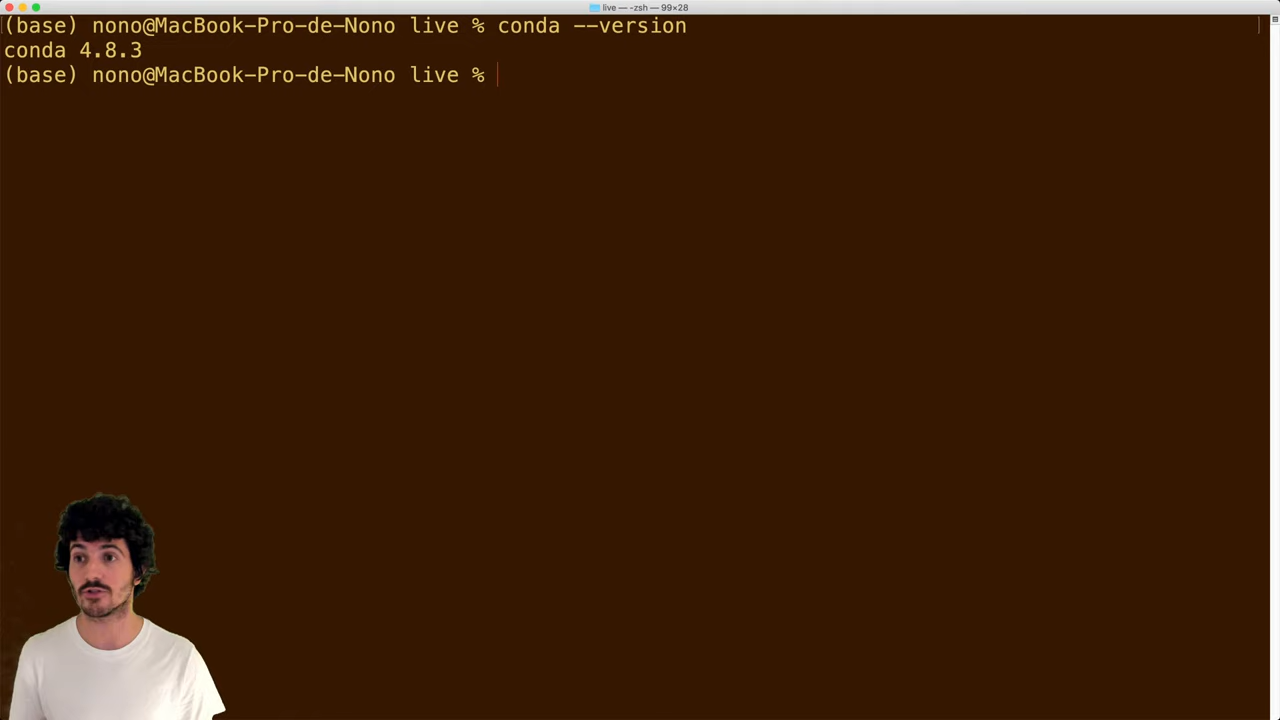 live — -zsh — 99×28
(base) nono@MacBook-Pro-de-Nono live % conda --version
conda 4.8.3
(base) nono@MacBook-Pro-de-Nono live %